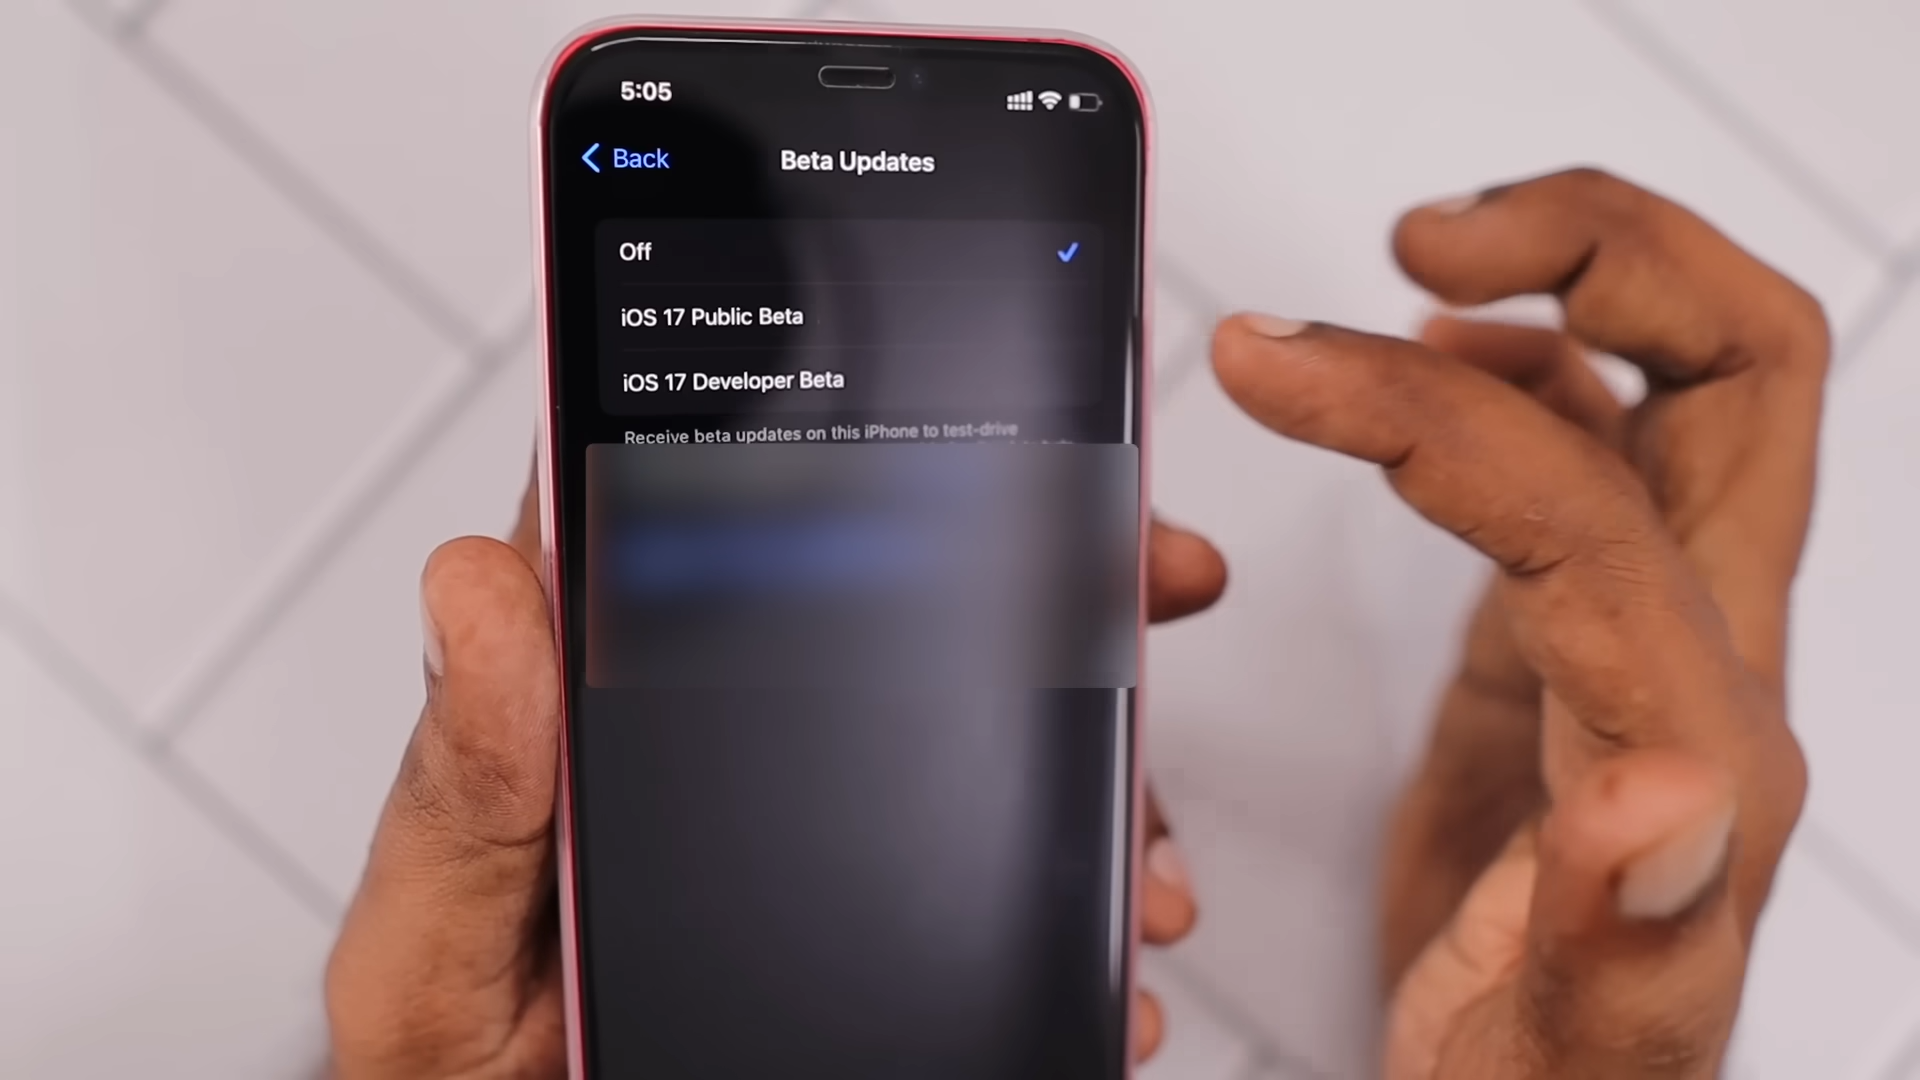 5:05
Back
Beta Updates
Off
iOS 17 Public Beta
iOS 17 Developer Beta
Receive beta updates on this iPhone to test-drive